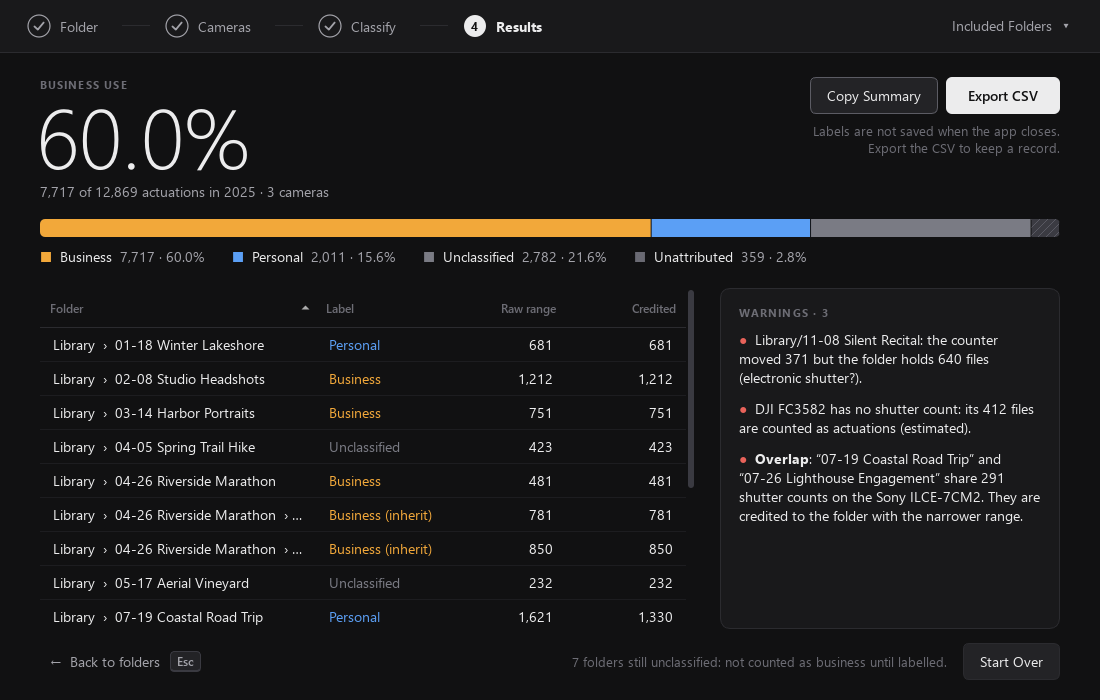 Folder
Cameras
Classify
4 Results
Included Folders
BUSINESS USE
60.0%
7,717 of 12,869 actuations in 2025 · 3 cameras
Copy Summary
Export CSV
Labels are not saved when the app closes.
Export the CSV to keep a record.
Business 7,717 · 60.0%
Personal 2,011 · 15.6%
Unclassified 2,782 · 21.6%
Unattributed 359 · 2.8%
Folder Label Raw range Credited
Library › 01-18 Winter Lakeshore Personal 681 681
Library › 02-08 Studio Headshots Business 1,212 1,212
Library › 03-14 Harbor Portraits Business 751 751
Library › 04-05 Spring Trail Hike Unclassified 423 423
Library › 04-26 Riverside Marathon Business 481 481
Library › 04-26 Riverside Marathon › ... Business (inherit) 781 781
Library › 04-26 Riverside Marathon › ... Business (inherit) 850 850
Library › 05-17 Aerial Vineyard Unclassified 232 232
Library › 07-19 Coastal Road Trip Personal 1,621 1,330
WARNINGS · 3
● Library/11-08 Silent Recital: the counter
moved 371 but the folder holds 640 files
(electronic shutter?).
● DJI FC3582 has no shutter count: its 412 files
are counted as actuations (estimated).
● Overlap: “07-19 Coastal Road Trip” and
“07-26 Lighthouse Engagement” share 291
shutter counts on the Sony ILCE-7CM2. They are
credited to the folder with the narrower range.
← Back to folders Esc
7 folders still unclassified: not counted as business until labelled.
Start Over